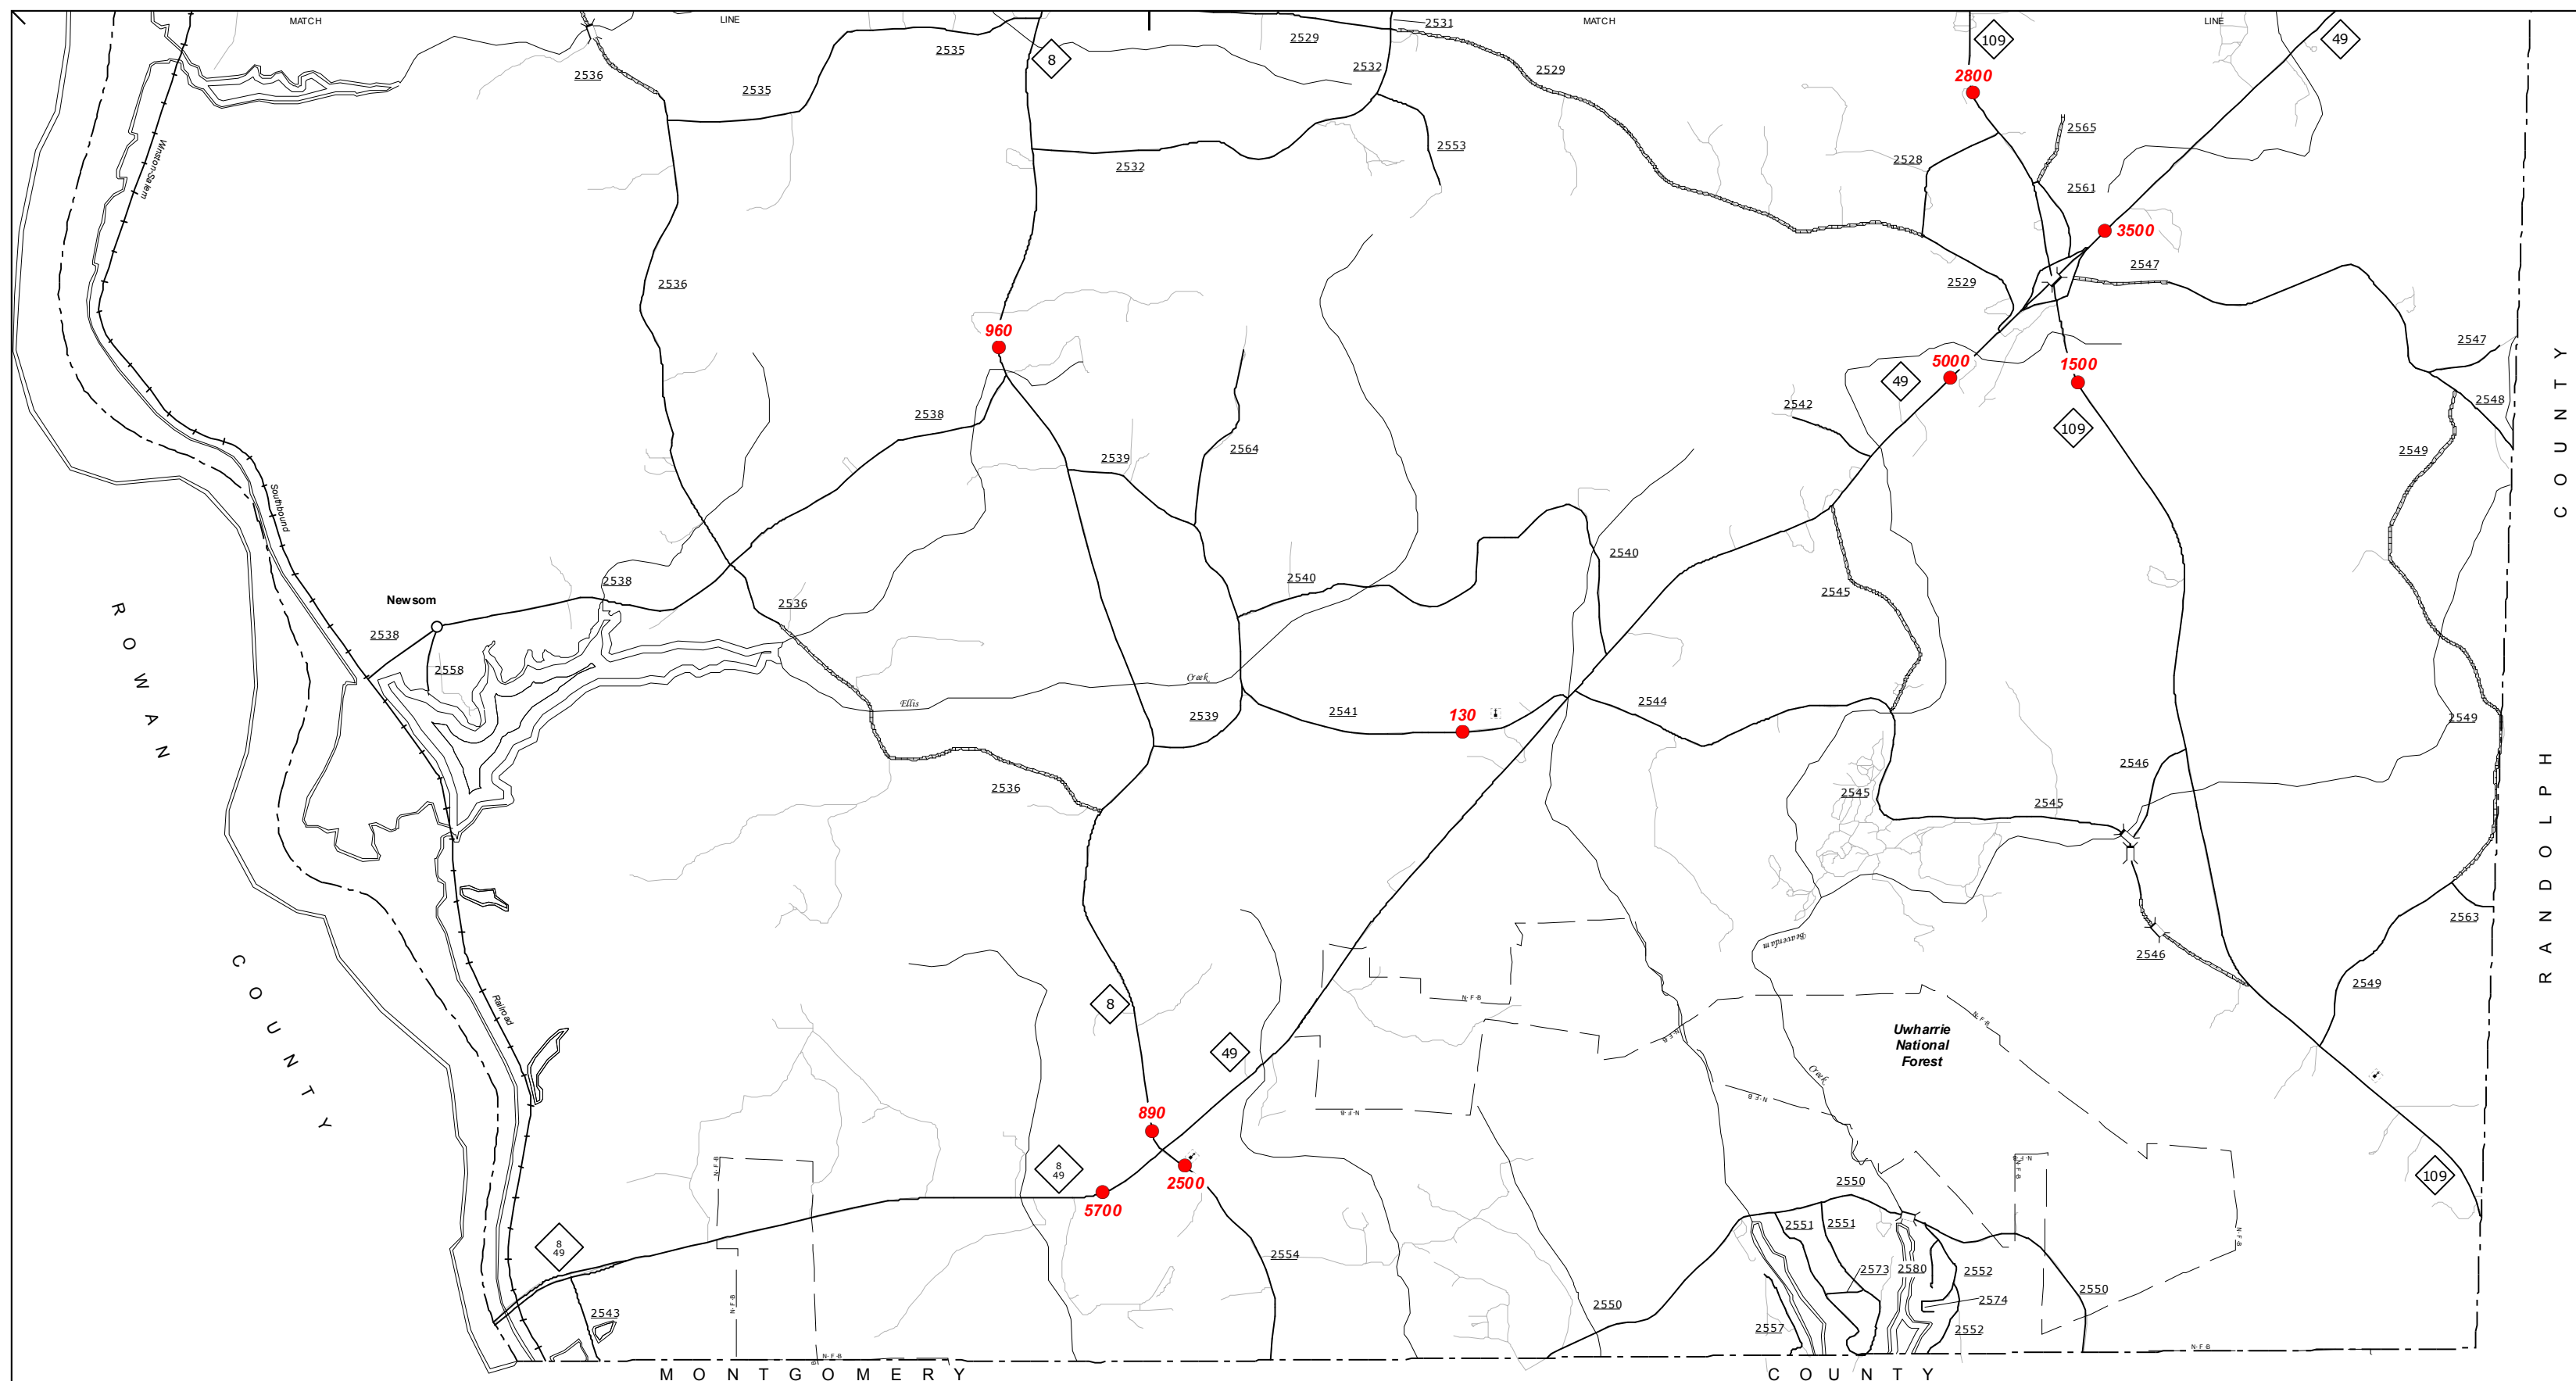 MATCH
LINE
MATCH
LINE
2531
2529
2535
8
2532
2529
109
49
2536
2535
2800
2565
2553
2528
2532
2561
Winston-Salem
3500
2547
2529
2536
960
5000
1500
2547
49
2542
2548
2538
109
2539
2564
2549
Southbound
2540
2540
2538
2545
Newsom
2536
2538
2558
Creek
Ellis
2539
2541
130
2544
2549
2546
2536
2545
2545
2563
Beaverdam
2546
2549
Railroad
8
N-F-B
N-F-B
N-F-B
49
Uwharrie
National
Forest
Creek
N-F-B
N-F-B
890
8
49
2500
5700
N-F-B
N-F-B
N-F-B
109
2550
2551
2551
N-F-B
8
49
2554
2573
2580
2552
2574
2550
2550
N-F-B
2543
2557
2552
N-F-B
N-F-B
ROWAN
COUNTY
MONTGOMERY
COUNTY
RANDOLPH
COUNTY